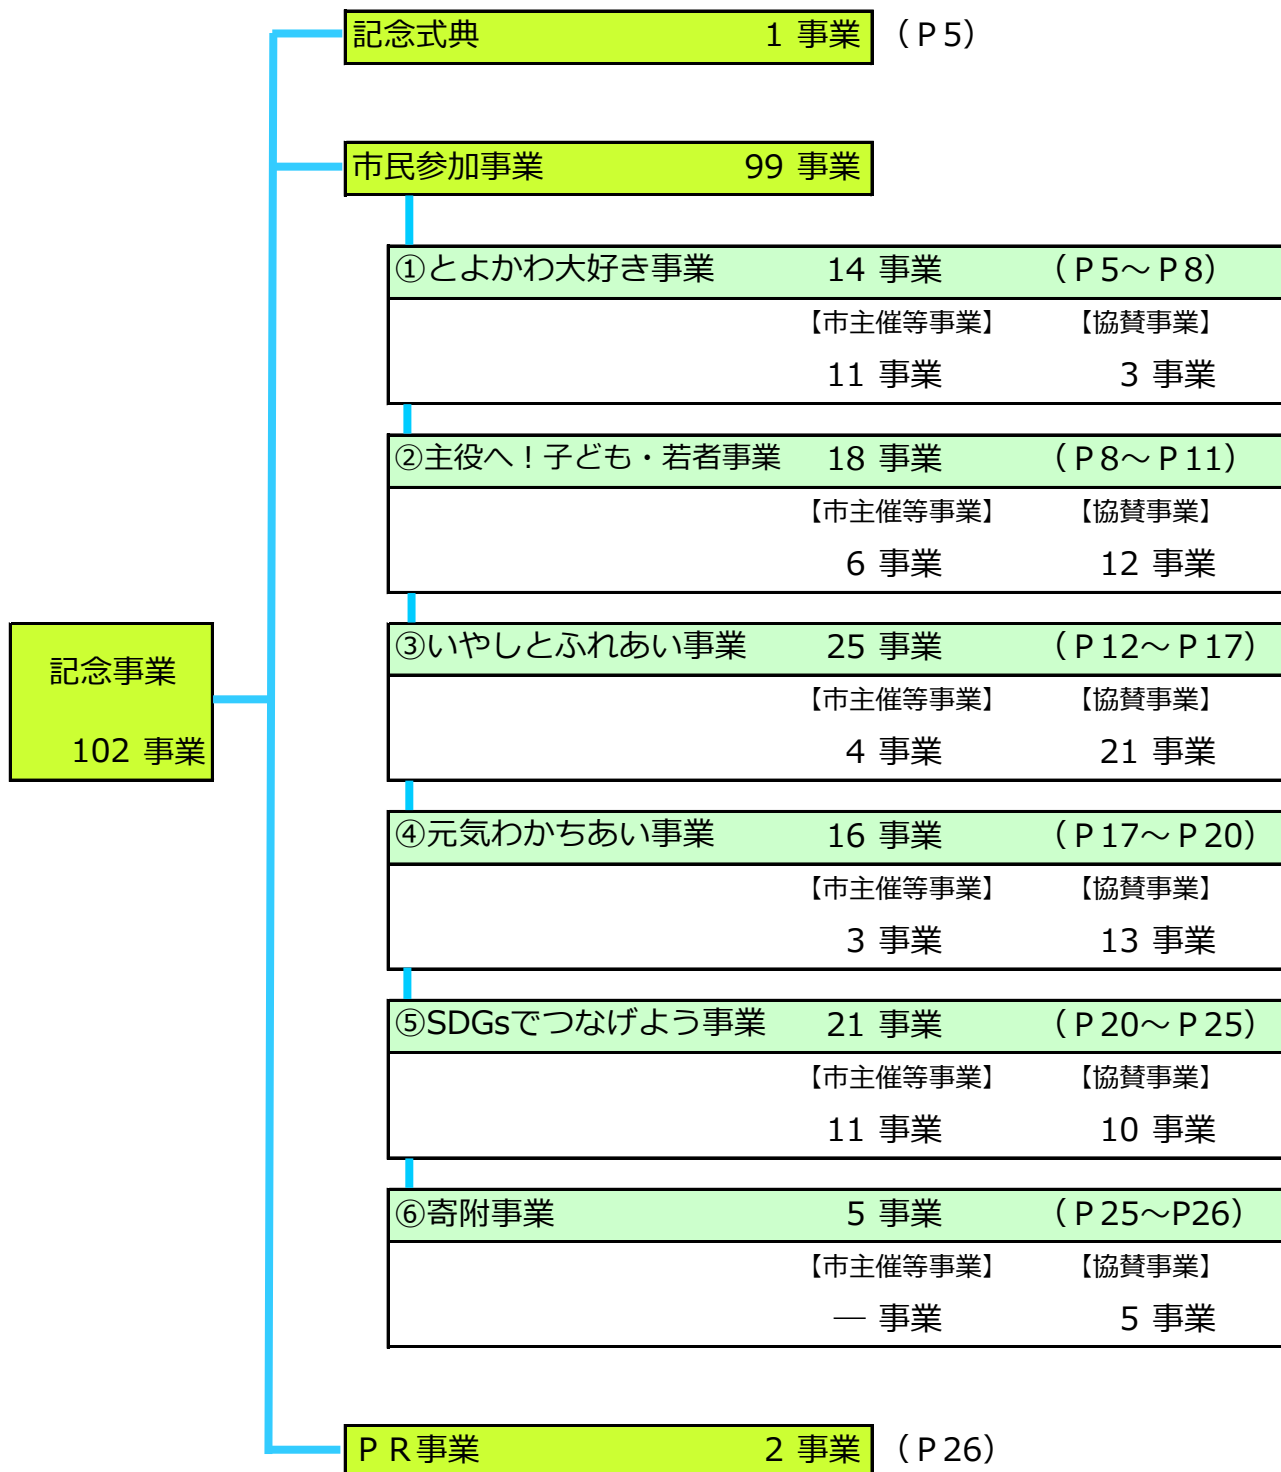 記念式典 1 事業 （Ｐ5）
市民参加事業 99 事業
①とよかわ大好き事業 14 事業 （Ｐ5～Ｐ8）
【市主催等事業】 【協賛事業】
11 事業 3 事業
②主役へ！子ども・若者事業 18 事業 （Ｐ8～Ｐ11）
【市主催等事業】 【協賛事業】
6 事業 12 事業
③いやしとふれあい事業 25 事業 （Ｐ12～Ｐ17）
【市主催等事業】 【協賛事業】
4 事業 21 事業
記念事業
102 事業
④元気わかちあい事業 16 事業 （Ｐ17～Ｐ20）
【市主催等事業】 【協賛事業】
3 事業 13 事業
⑤SDGsでつなげよう事業 21 事業 （Ｐ20～Ｐ25）
【市主催等事業】 【協賛事業】
11 事業 10 事業
⑥寄附事業 5 事業 （Ｐ25～P26）
【市主催等事業】 【協賛事業】
― 事業 5 事業
ＰＲ事業 2 事業 （Ｐ26）